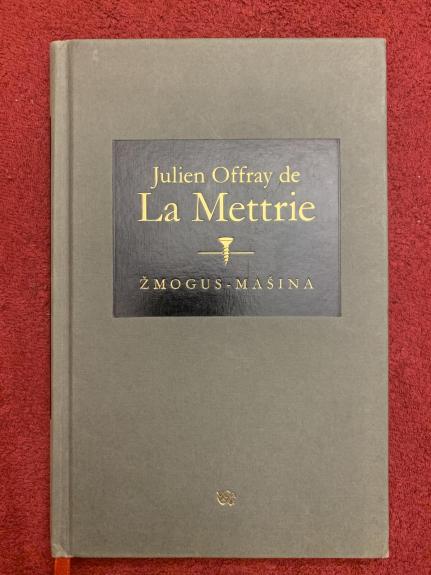 Julien Offray de
La Mettrie
ŽMOGUS-MAŠINA